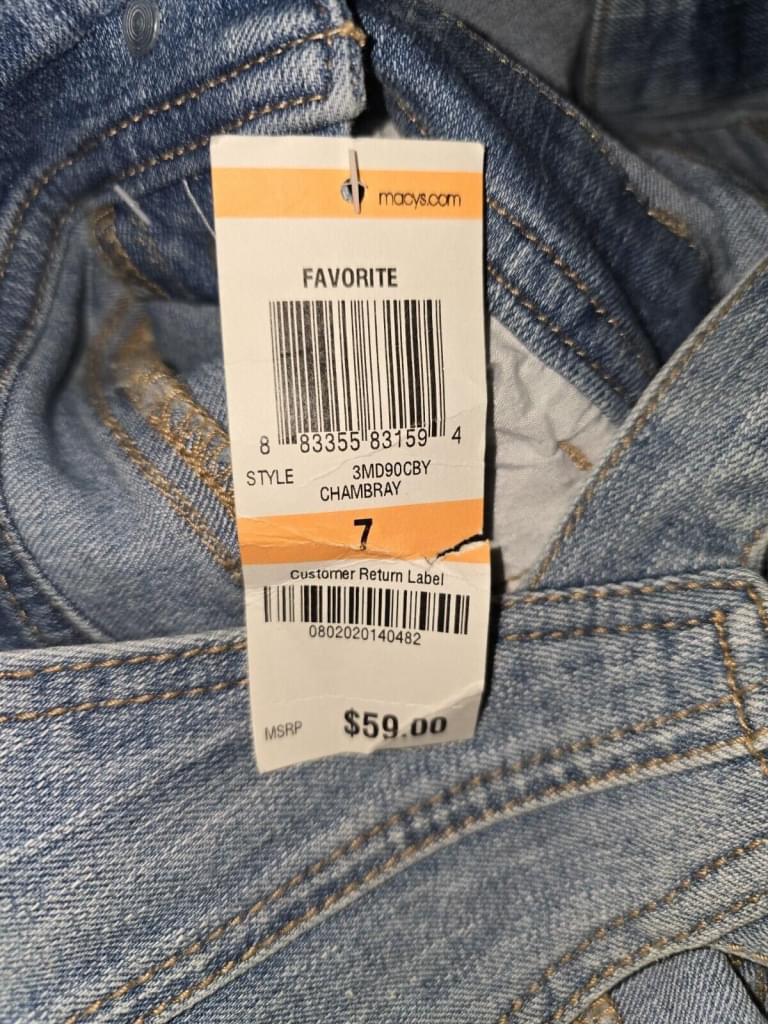 macys.com
FAVORITE
8 83355 83159 4
STYLE 3MD90CBY
CHAMBRAY
7
Customer Return Label
0802020140482
MSRP $59.00